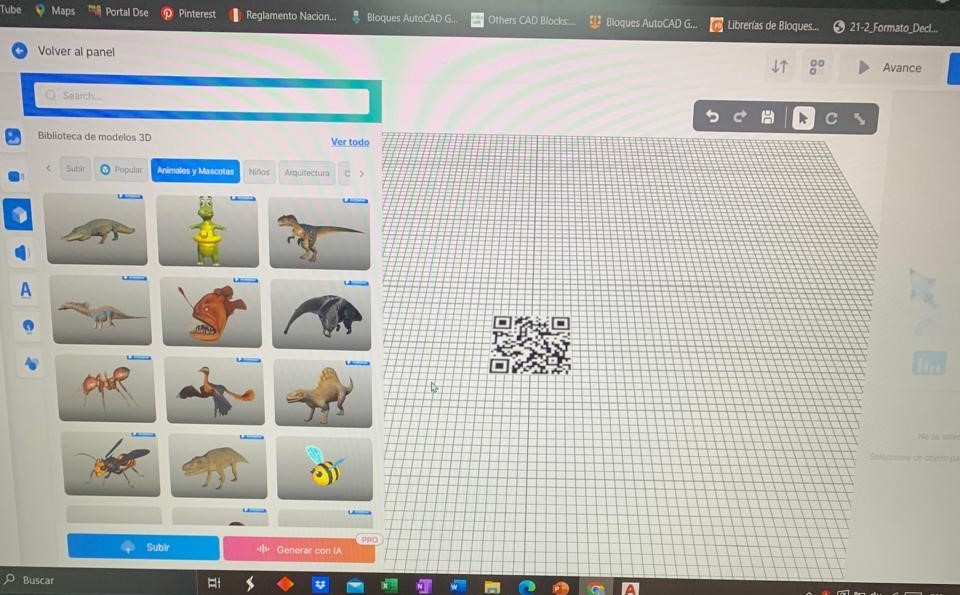 Tube Maps Portal Dse Pinterest Reglamento Nacion... Bloques AutoCAD G... Others CAD Blocks:... Bloques AutoCAD G... Librerías de Bloques... 21-2_Formato_Decl...
Volver al panel
Avance
Search...
Biblioteca de modelos 3D
Ver todo
Subir
Popular
Animales y Mascotas
Niños
Arquitectura
C
A
No se selec
Seleccione un objeto pa
Subir
Generar con IA
PRO
Buscar